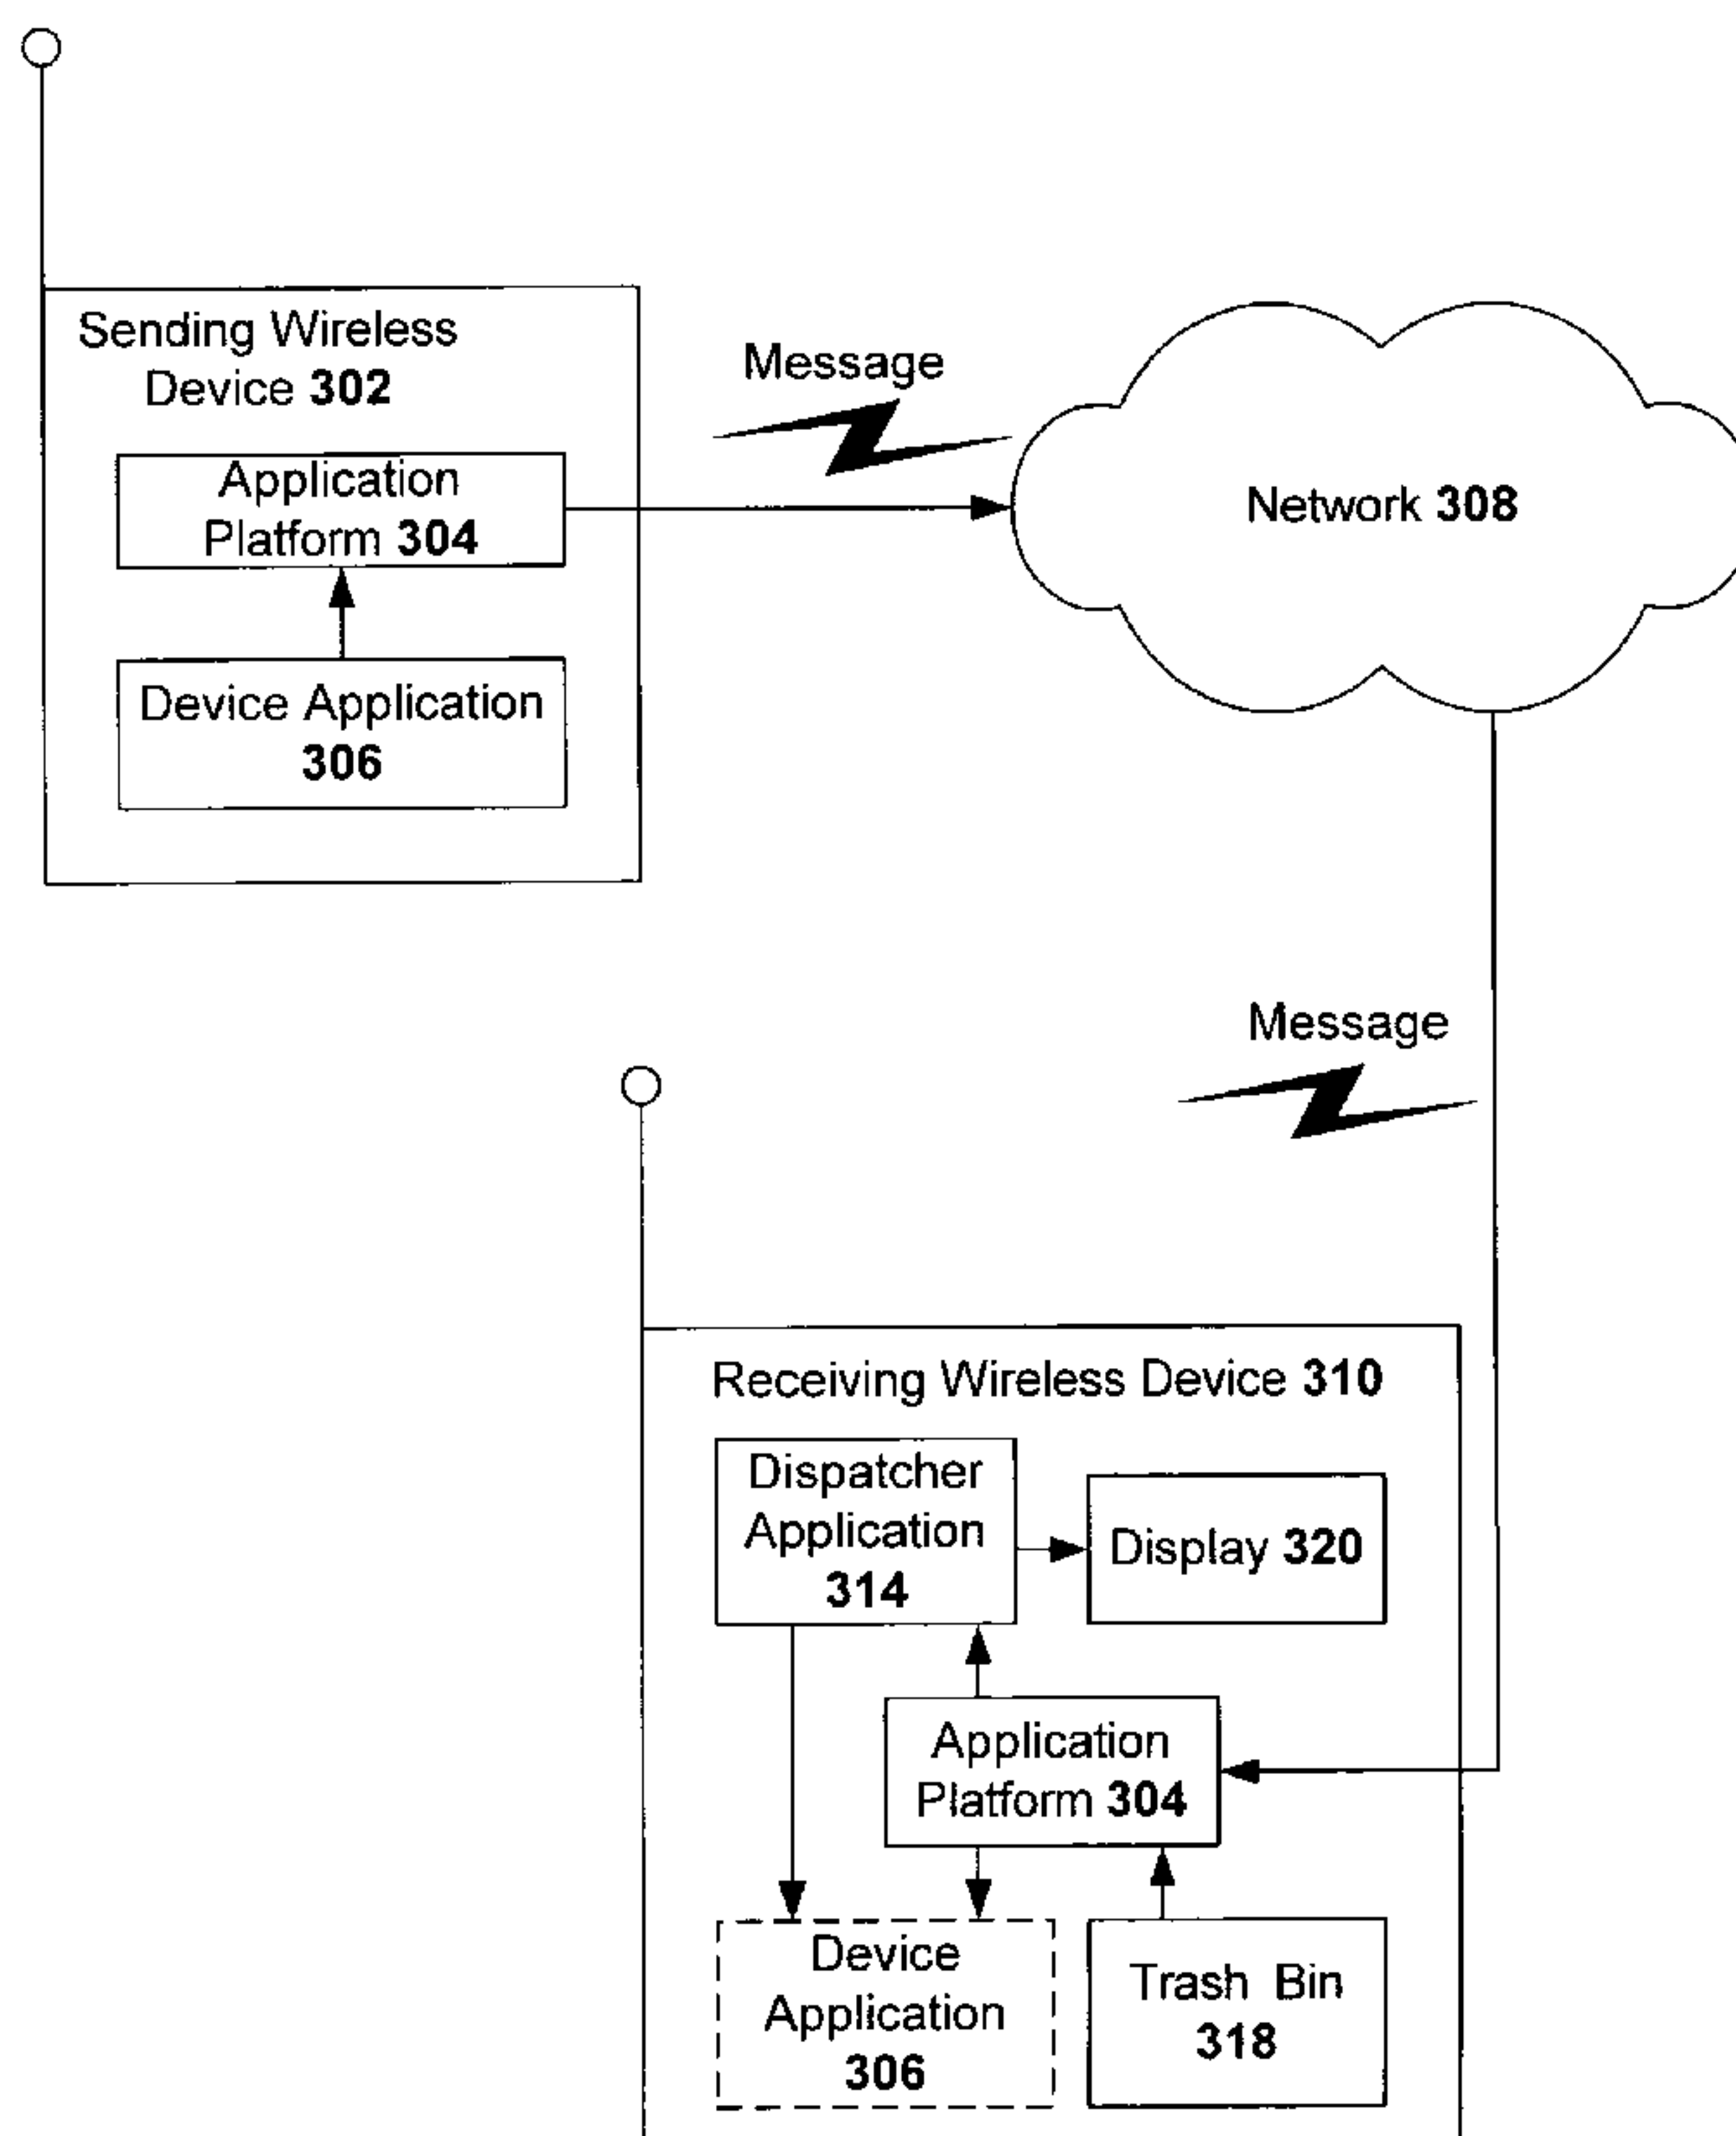 Sending Wireless
Device 302
Application
Platform 304
Device Application
306
Message
Network 308
Message
Receiving Wireless Device 310
Dispatcher
Application
314
Display 320
Application
Platform 304
Device
Application
306
Trash Bin
318